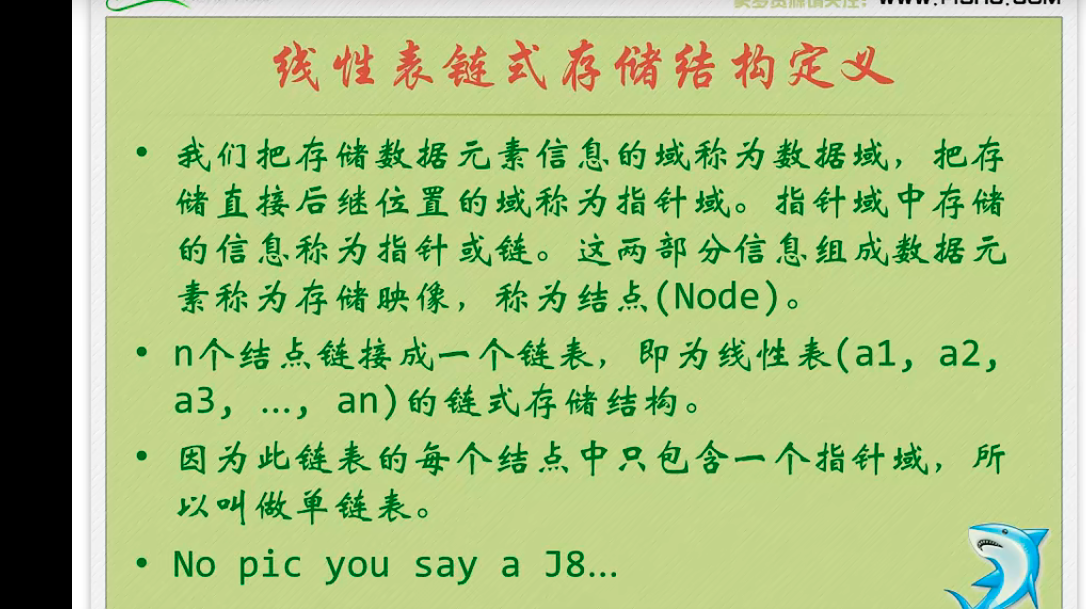 线性表链式存储结构定义
• 我们把存储数据元素信息的域称为数据域，把存
储直接后继位置的域称为指针域。指针域中存储
的信息称为指针或链。这两部分信息组成数据元
素称为存储映像，称为结点(Node)。
• n个结点链接成一个链表，即为线性表(a1, a2,
a3, …, an)的链式存储结构。
• 因为此链表的每个结点中只包含一个指针域，所
以叫做单链表。
• No pic you say a J8…